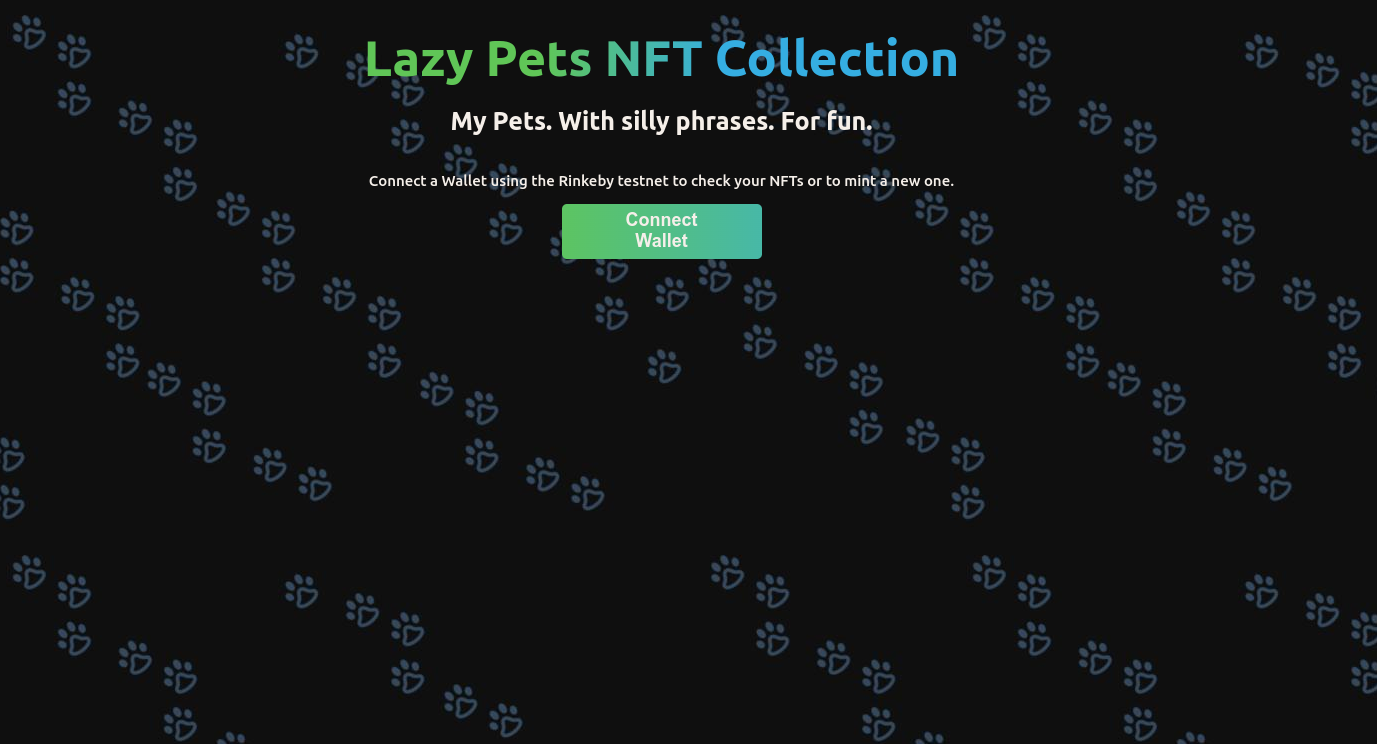 Lazy Pets NFT Collection
My Pets. With silly phrases. For fun.
Connect a Wallet using the Rinkeby testnet to check your NFTs or to mint a new one.
Connect
Wallet